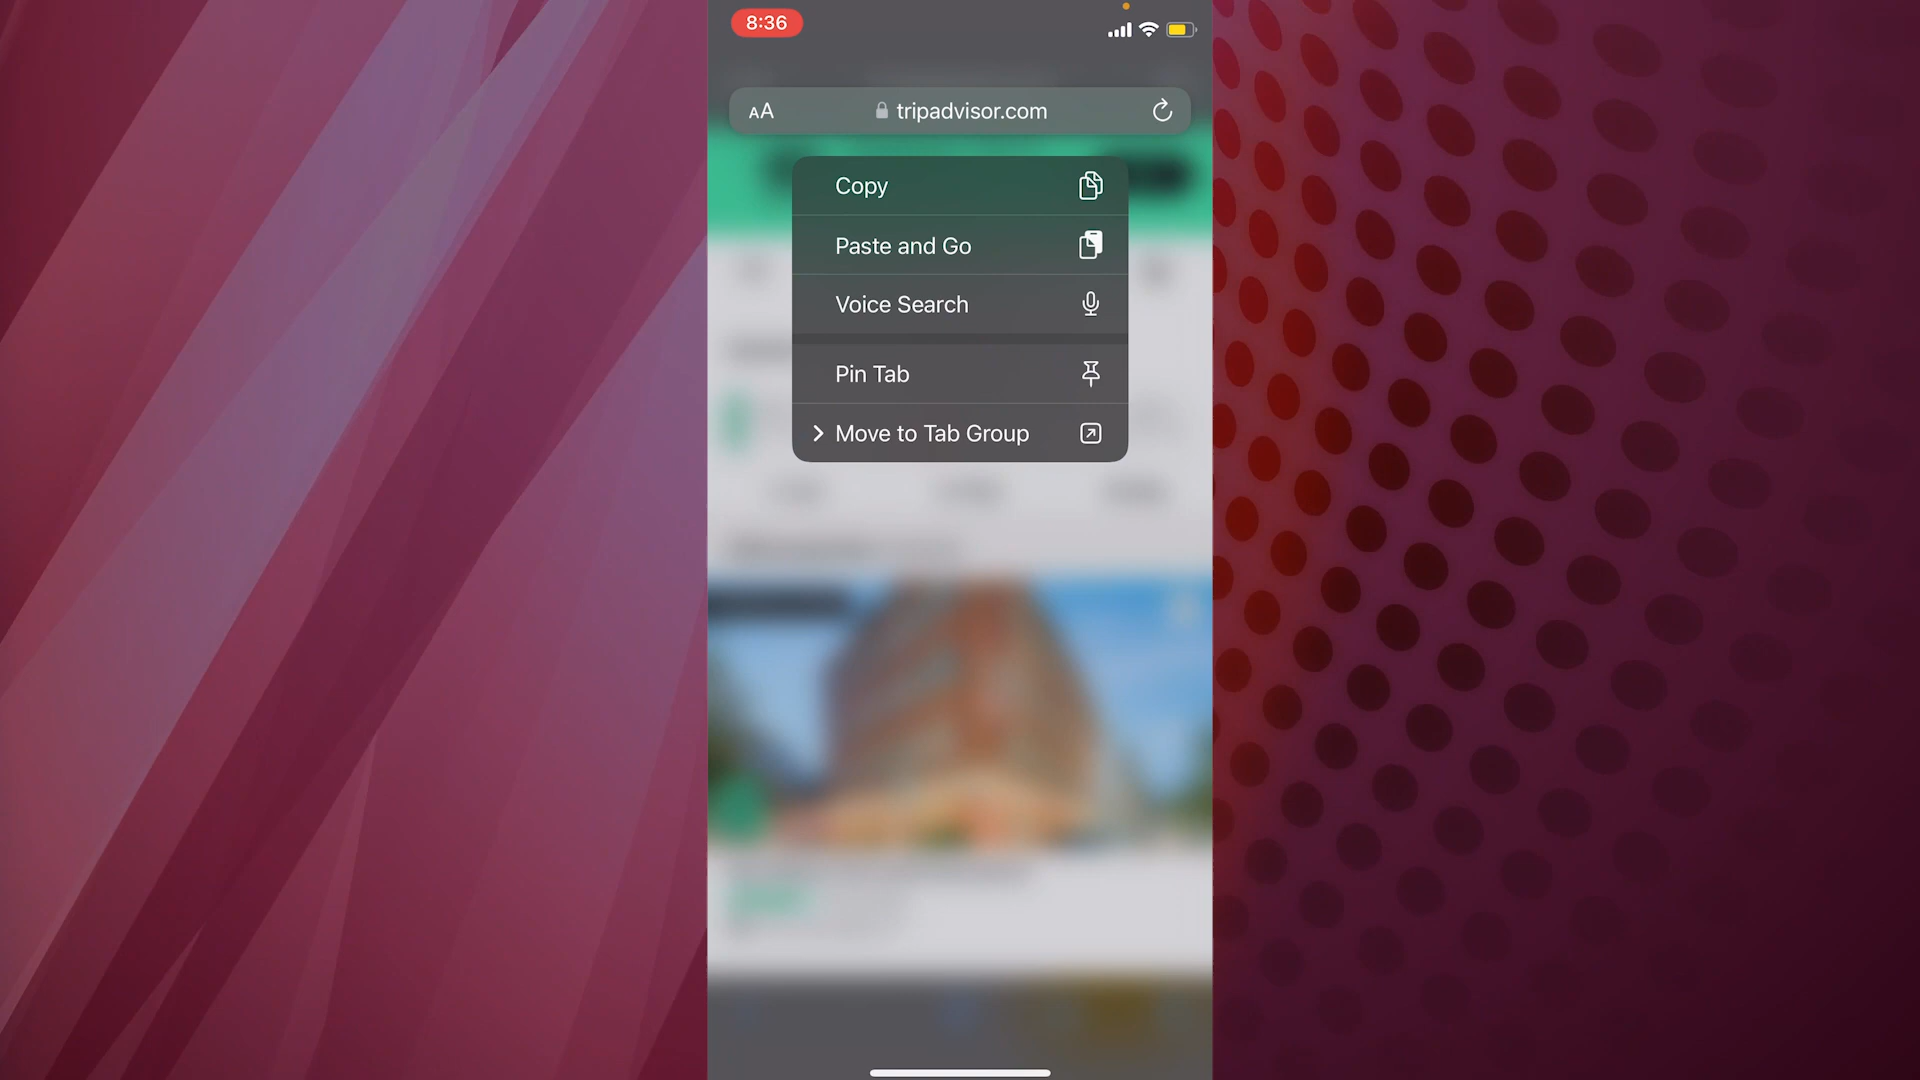 8:36
AA tripadvisor.com
Copy
Paste and Go
Voice Search
Pin Tab
Move to Tab Group